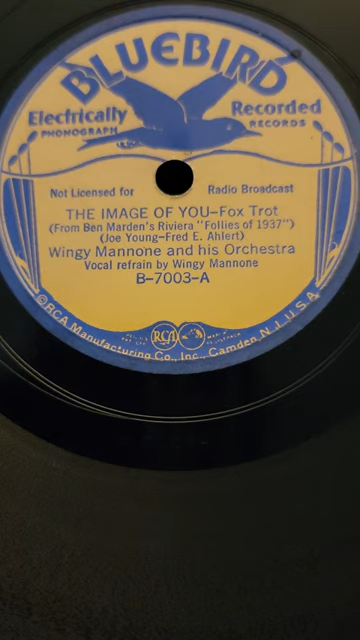 BLUEBIRD
Electrically Recorded
PHONOGRAPH RECORDS
Not Licensed for Radio Broadcast
THE IMAGE OF YOU–Fox Trot
(From Ben Marden's Riviera "Follies of 1937")
(Joe Young–Fred E. Ahlert)
Wingy Mannone and his Orchestra
Vocal refrain by Wingy Mannone
B–7003–A
RCA
©RCA Manufacturing Co., Inc., Camden, N.J., U.S.A.